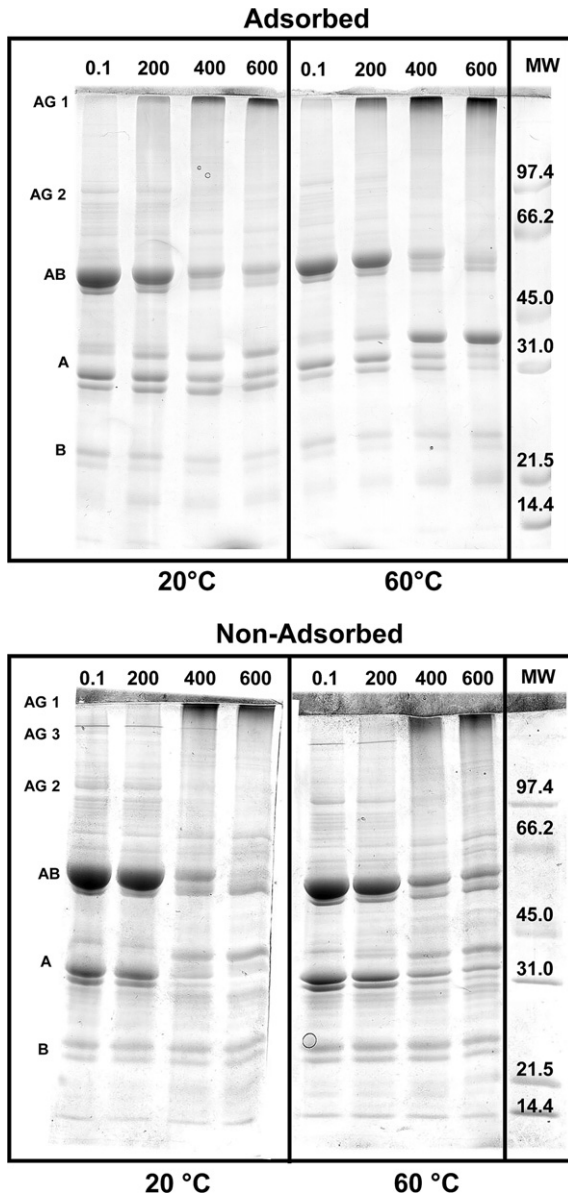 Adsorbed
0.1 200 400 600 0.1 200 400 600 MW
AG 1
97.4
AG 2
66.2
AB
45.0
31.0
A
B
21.5
14.4
20°C 60°C
Non-Adsorbed
0.1 200 400 600 0.1 200 400 600 MW
AG 1
AG 3
AG 2
97.4
66.2
AB
45.0
A
31.0
B
21.5
14.4
20 °C 60 °C